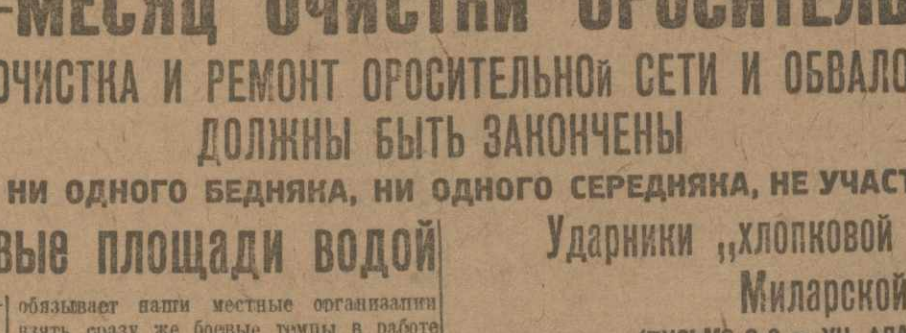 -МЕСЯЦ ОЧИСТКИ ОРОСИТЕЛЬ
ОЧИСТКА И РЕМОНТ ОРОСИТЕЛЬНОЙ СЕТИ И ОБВАЛО
ДОЛЖНЫ БЫТЬ ЗАКОНЧЕНЫ
НИ ОДНОГО БЕДНЯКА, НИ ОДНОГО СЕРЕДНЯКА, НЕ УЧАСТ
вые площади водой
обязывает наши местные организации
взять сразу же боевые темпы в работе
Ударники „хлопковой
Миларской